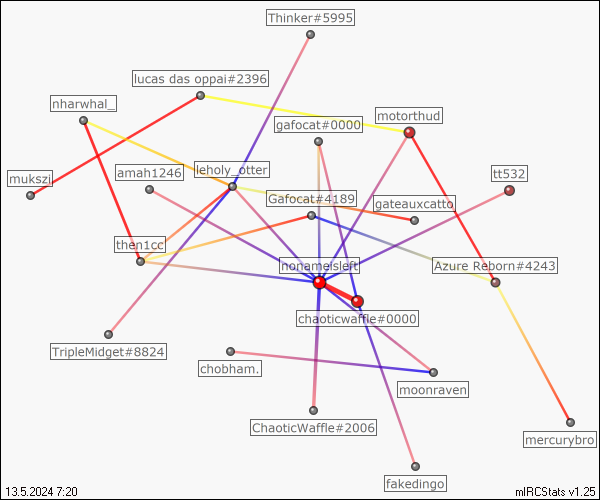 Thinker#5995
lucas das oppai#2396
nharwhal_
motorthud
gafocat#0000
mukszi
amah1246
leholy_otter
tt532
Gafocat#4189
gateauxcatto
then1cc
nonameisleft
Azure Reborn#4243
chaoticwaffle#0000
TripleMidget#8824
chobham.
moonraven
ChaoticWaffle#2006
mercurybro
fakedingo
13.5.2024 7:20
mIRCStats v1.25